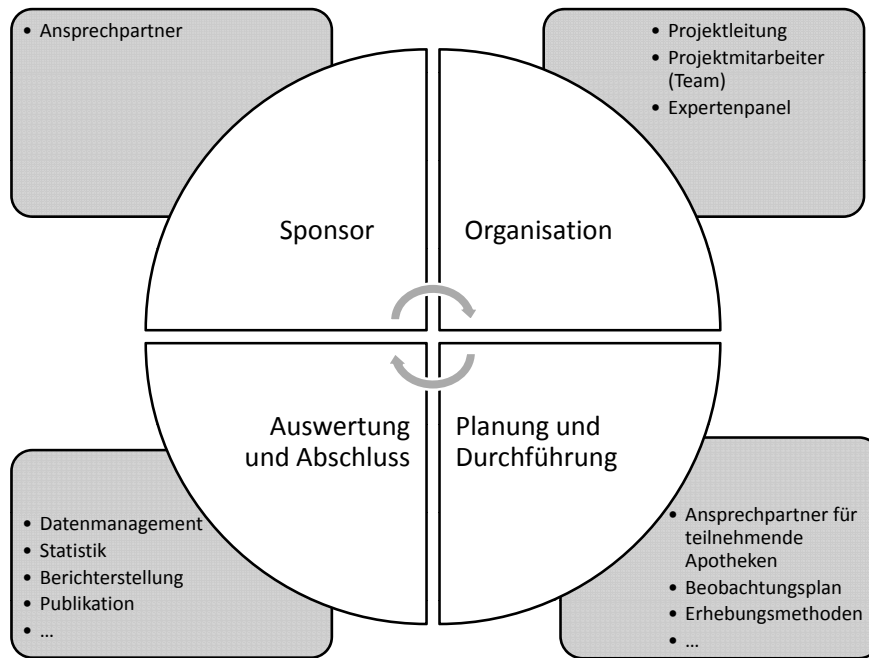 • Ansprechpartner
• Projektleitung
• Projektmitarbeiter
(Team)
• Expertenpanel
Sponsor
Organisation
Auswertung
und Abschluss
Planung und
Durchführung
• Datenmanagement
• Statistik
• Berichterstellung
• Publikation
• ...
• Ansprechpartner für
teilnehmende
Apotheken
• Beobachtungsplan
• Erhebungsmethoden
• ...